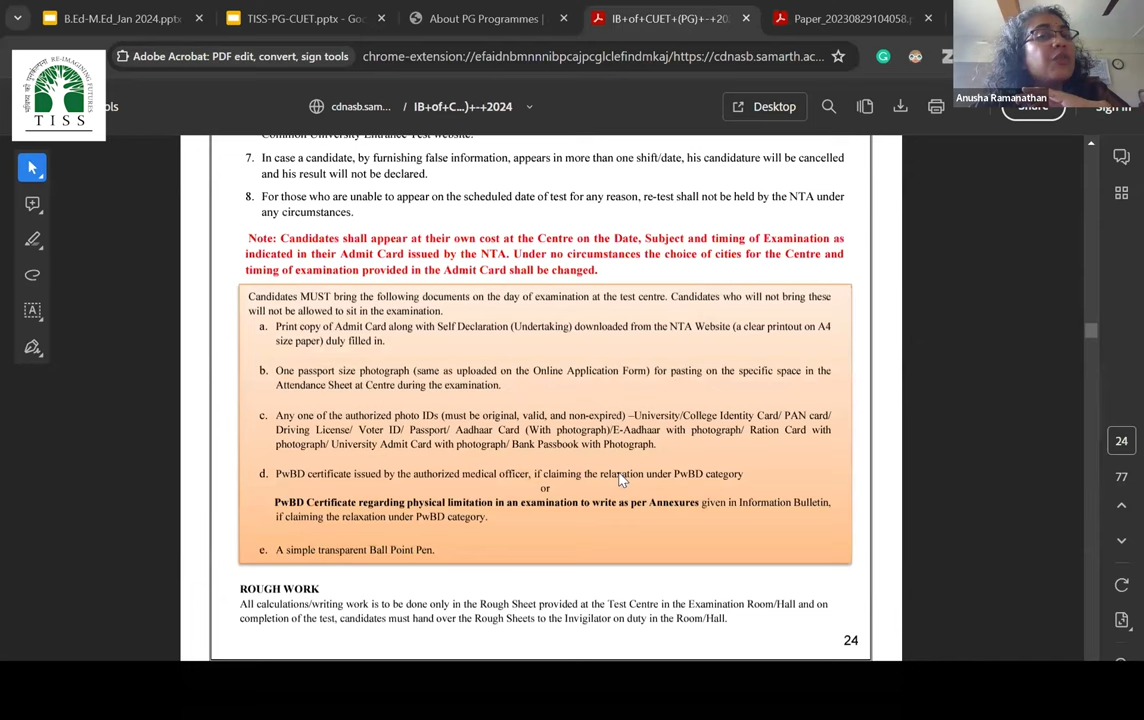 B.Ed-M.Ed_Jan 2024.pptx
TISS-PG-CUET.pptx - Goo
About PG Programmes |
IB+of+CUET+(PG)+-+20
Paper_20230829104058.p
Adobe Acrobat: PDF edit, convert, sign tools
chrome-extension://efaidnbmnnnibpcajpcglclefindmkaj/https://cdnasb.samarth.ac...
RE-IMAGINING FUTURES
TISS
ols
cdnasb.sam...
/ IB+of+C...)+-+2024
Desktop
Anusha Ramanathan
Share
Sign in
Common University Entrance Test website.
7. In case a candidate, by furnishing false information, appears in more than one shift/date, his candidature will be cancelled
and his result will not be declared.
8. For those who are unable to appear on the scheduled date of test for any reason, re-test shall not be held by the NTA under
any circumstances.
Note: Candidates shall appear at their own cost at the Centre on the Date, Subject and timing of Examination as
indicated in their Admit Card issued by the NTA. Under no circumstances the choice of cities for the Centre and
timing of examination provided in the Admit Card shall be changed.
Candidates MUST bring the following documents on the day of examination at the test centre. Candidates who will not bring these
will not be allowed to sit in the examination.
a. Print copy of Admit Card along with Self Declaration (Undertaking) downloaded from the NTA Website (a clear printout on A4
size paper) duly filled in.
b. One passport size photograph (same as uploaded on the Online Application Form) for pasting on the specific space in the
Attendance Sheet at Centre during the examination.
c. Any one of the authorized photo IDs (must be original, valid, and non-expired) –University/College Identity Card/ PAN card/
Driving License/ Voter ID/ Passport/ Aadhaar Card (With photograph)/E-Aadhaar with photograph/ Ration Card with
photograph/ University Admit Card with photograph/ Bank Passbook with Photograph.
d. PwBD certificate issued by the authorized medical officer, if claiming the relaxation under PwBD category
or
PwBD Certificate regarding physical limitation in an examination to write as per Annexures given in Information Bulletin,
if claiming the relaxation under PwBD category.
e. A simple transparent Ball Point Pen.
ROUGH WORK
All calculations/writing work is to be done only in the Rough Sheet provided at the Test Centre in the Examination Room/Hall and on
completion of the test, candidates must hand over the Rough Sheets to the Invigilator on duty in the Room/Hall.
24
24
77